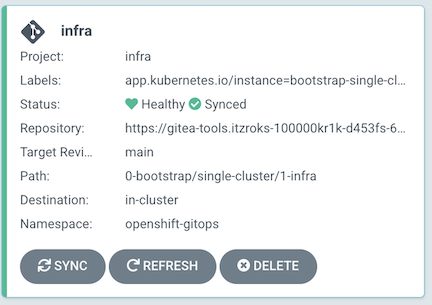 infra
Project: infra
Labels: app.kubernetes.io/instance=bootstrap-single-cl...
Status: Healthy Synced
Repository: https://gitea-tools.itzroks-100000kr1k-d453fs-6...
Target Revi... main
Path: 0-bootstrap/single-cluster/1-infra
Destination: in-cluster
Namespace: openshift-gitops
SYNC REFRESH DELETE